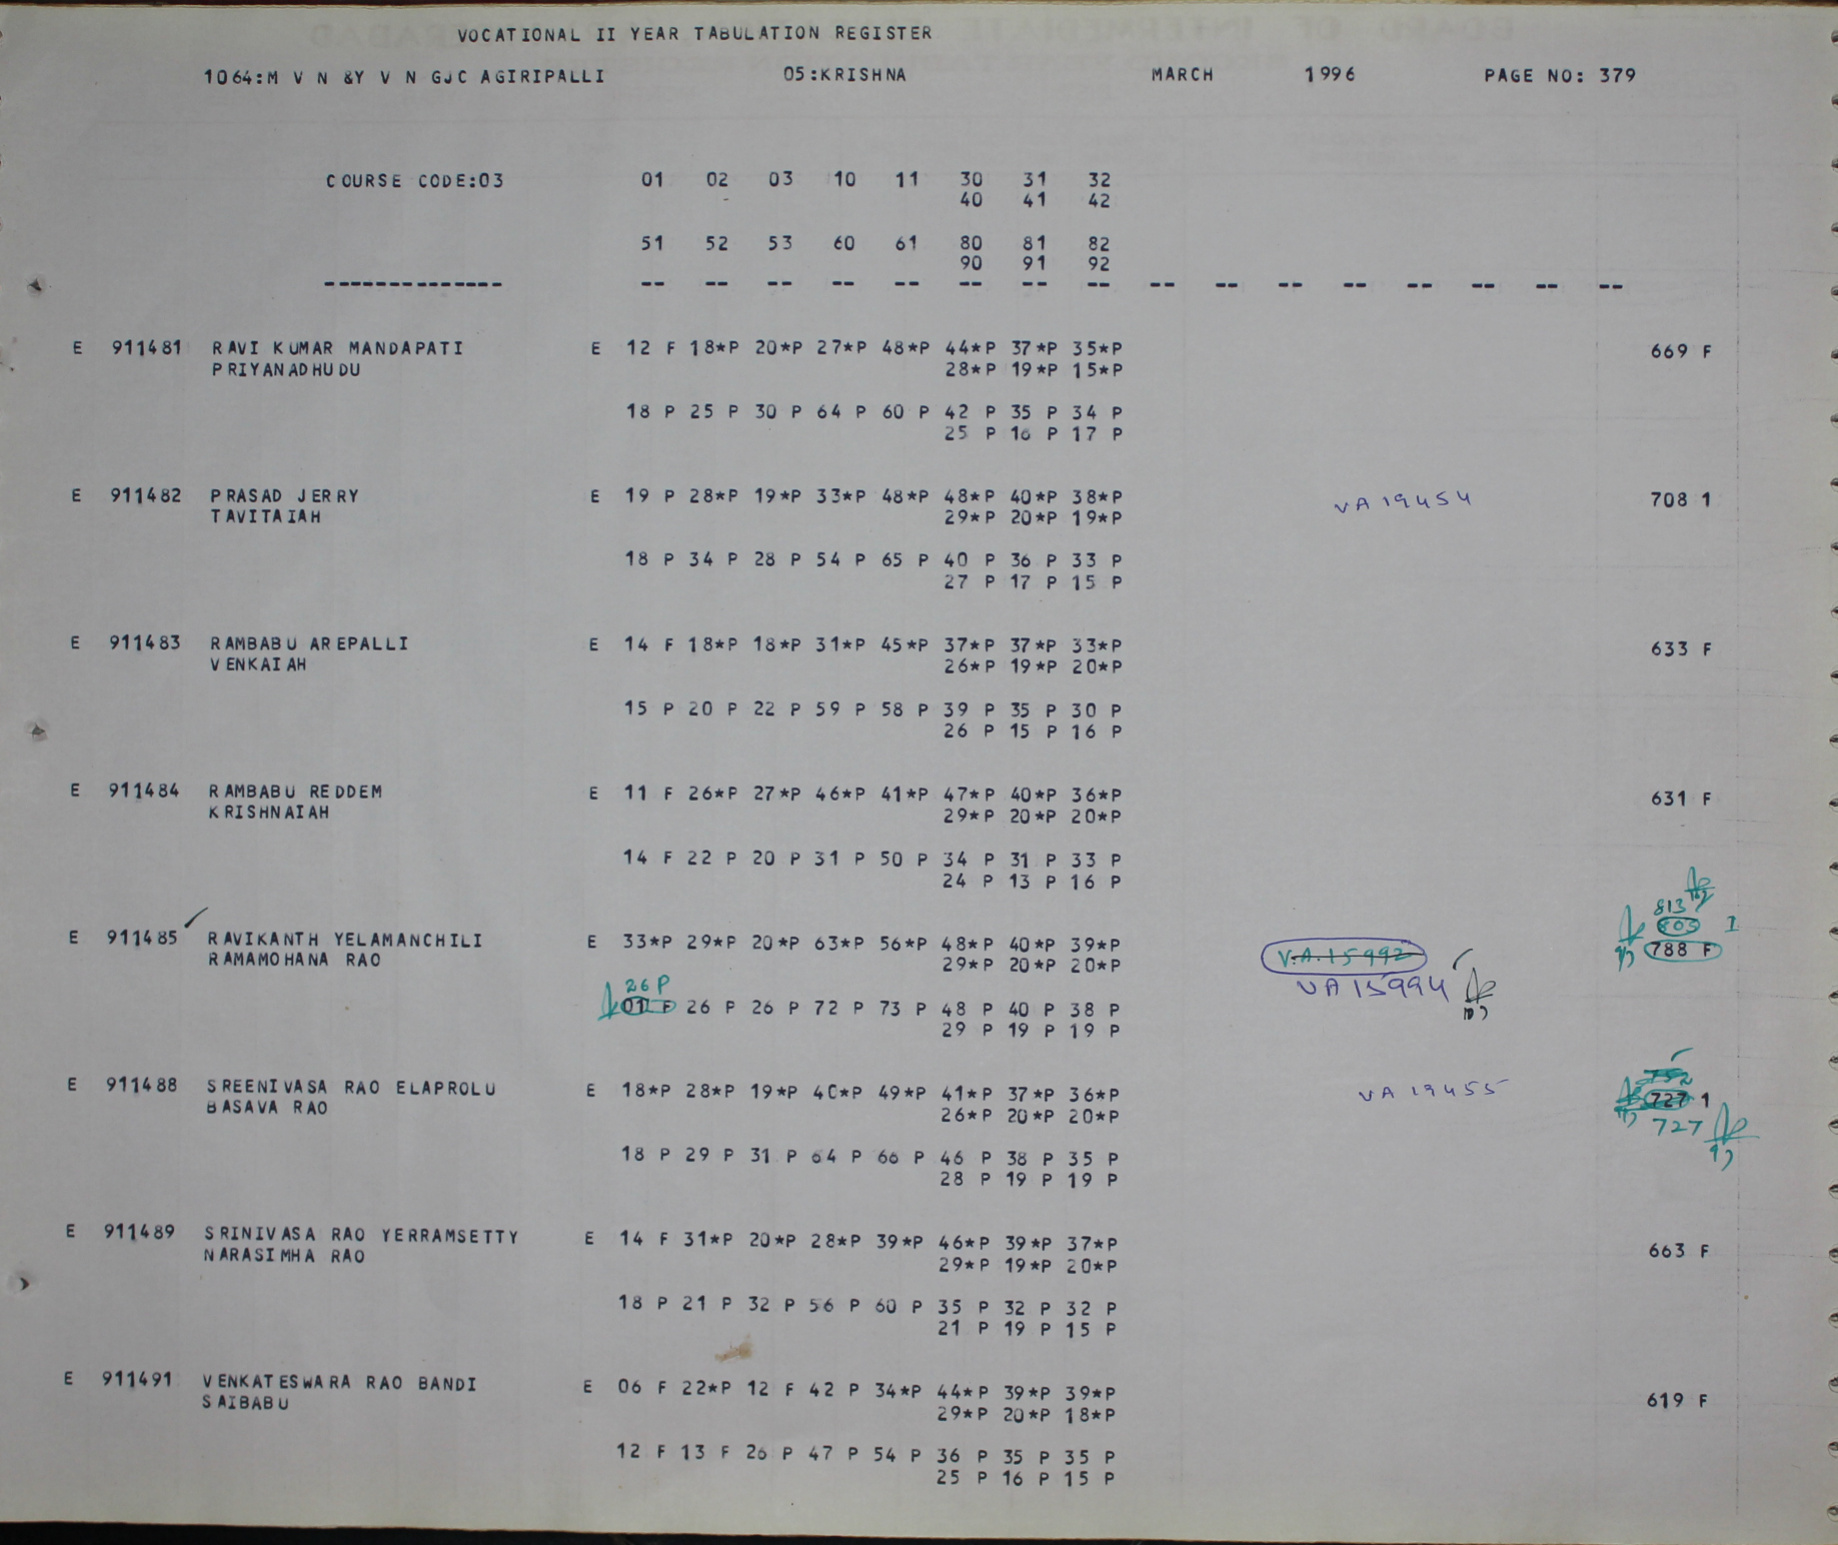 VOCATIONAL II YEAR TABULATION REGISTER
1064:M V N &Y V N GJC AGIRIPALLI 05:KRISHNA MARCH 1996 PAGE NO: 379
COURSE CODE:03 01 02 03 10 11 30 31 32
40 41 42
51 52 53 60 61 80 81 82
90 91 92
-------------- -- -- -- -- -- -- -- -- -- -- -- -- -- -- -- --
E 911481 RAVI KUMAR MANDAPATI E 12 F 18*P 20*P 27*P 48*P 44*P 37*P 35*P 669 F
PRIYANADHUDU 28*P 19*P 15*P
18 P 25 P 30 P 64 P 60 P 42 P 35 P 34 P
25 P 16 P 17 P
E 911482 PRASAD JERRY E 19 P 28*P 19*P 33*P 48*P 48*P 40*P 38*P VA 19454 708 1
TAVITAIAH 29*P 20*P 19*P
18 P 34 P 28 P 54 P 65 P 40 P 36 P 33 P
27 P 17 P 15 P
E 911483 RAMBABU AREPALLI E 14 F 18*P 18*P 31*P 45*P 37*P 37*P 33*P 633 F
VENKAIAH 26*P 19*P 20*P
15 P 20 P 22 P 59 P 58 P 39 P 35 P 30 P
26 P 15 P 16 P
E 911484 RAMBABU REDDEM E 11 F 26*P 27*P 46*P 41*P 47*P 40*P 36*P 631 F
KRISHNAIAH 29*P 20*P 20*P
14 F 22 P 20 P 31 P 50 P 34 P 31 P 33 P
24 P 13 P 16 P
813
803 I
E 911485 RAVIKANTH YELAMANCHILI E 33*P 29*P 20*P 63*P 56*P 48*P 40*P 39*P V.A.15992 788 F
RAMAMOHANA RAO 29*P 20*P 20*P
26 P VA 15994
01 F 26 P 26 P 72 P 73 P 48 P 40 P 38 P
29 P 19 P 19 P
752
E 911488 SREENIVASA RAO ELAPROLU E 18*P 28*P 19*P 40*P 49*P 41*P 37*P 36*P VA 19455 727 1
BASAVA RAO 26*P 20*P 20*P
727
18 P 29 P 31 P 64 P 66 P 46 P 38 P 35 P
28 P 19 P 19 P
E 911489 SRINIVASA RAO YERRAMSETTY E 14 F 31*P 20*P 28*P 39*P 46*P 39*P 37*P 663 F
NARASIMHA RAO 29*P 19*P 20*P
18 P 21 P 32 P 56 P 60 P 35 P 32 P 32 P
21 P 19 P 15 P
E 911491 VENKATESWARA RAO BANDI E 06 F 22*P 12 F 42 P 34*P 44*P 39*P 39*P 619 F
SAIBABU 29*P 20*P 18*P
12 F 13 F 26 P 47 P 54 P 36 P 35 P 35 P
25 P 16 P 15 P